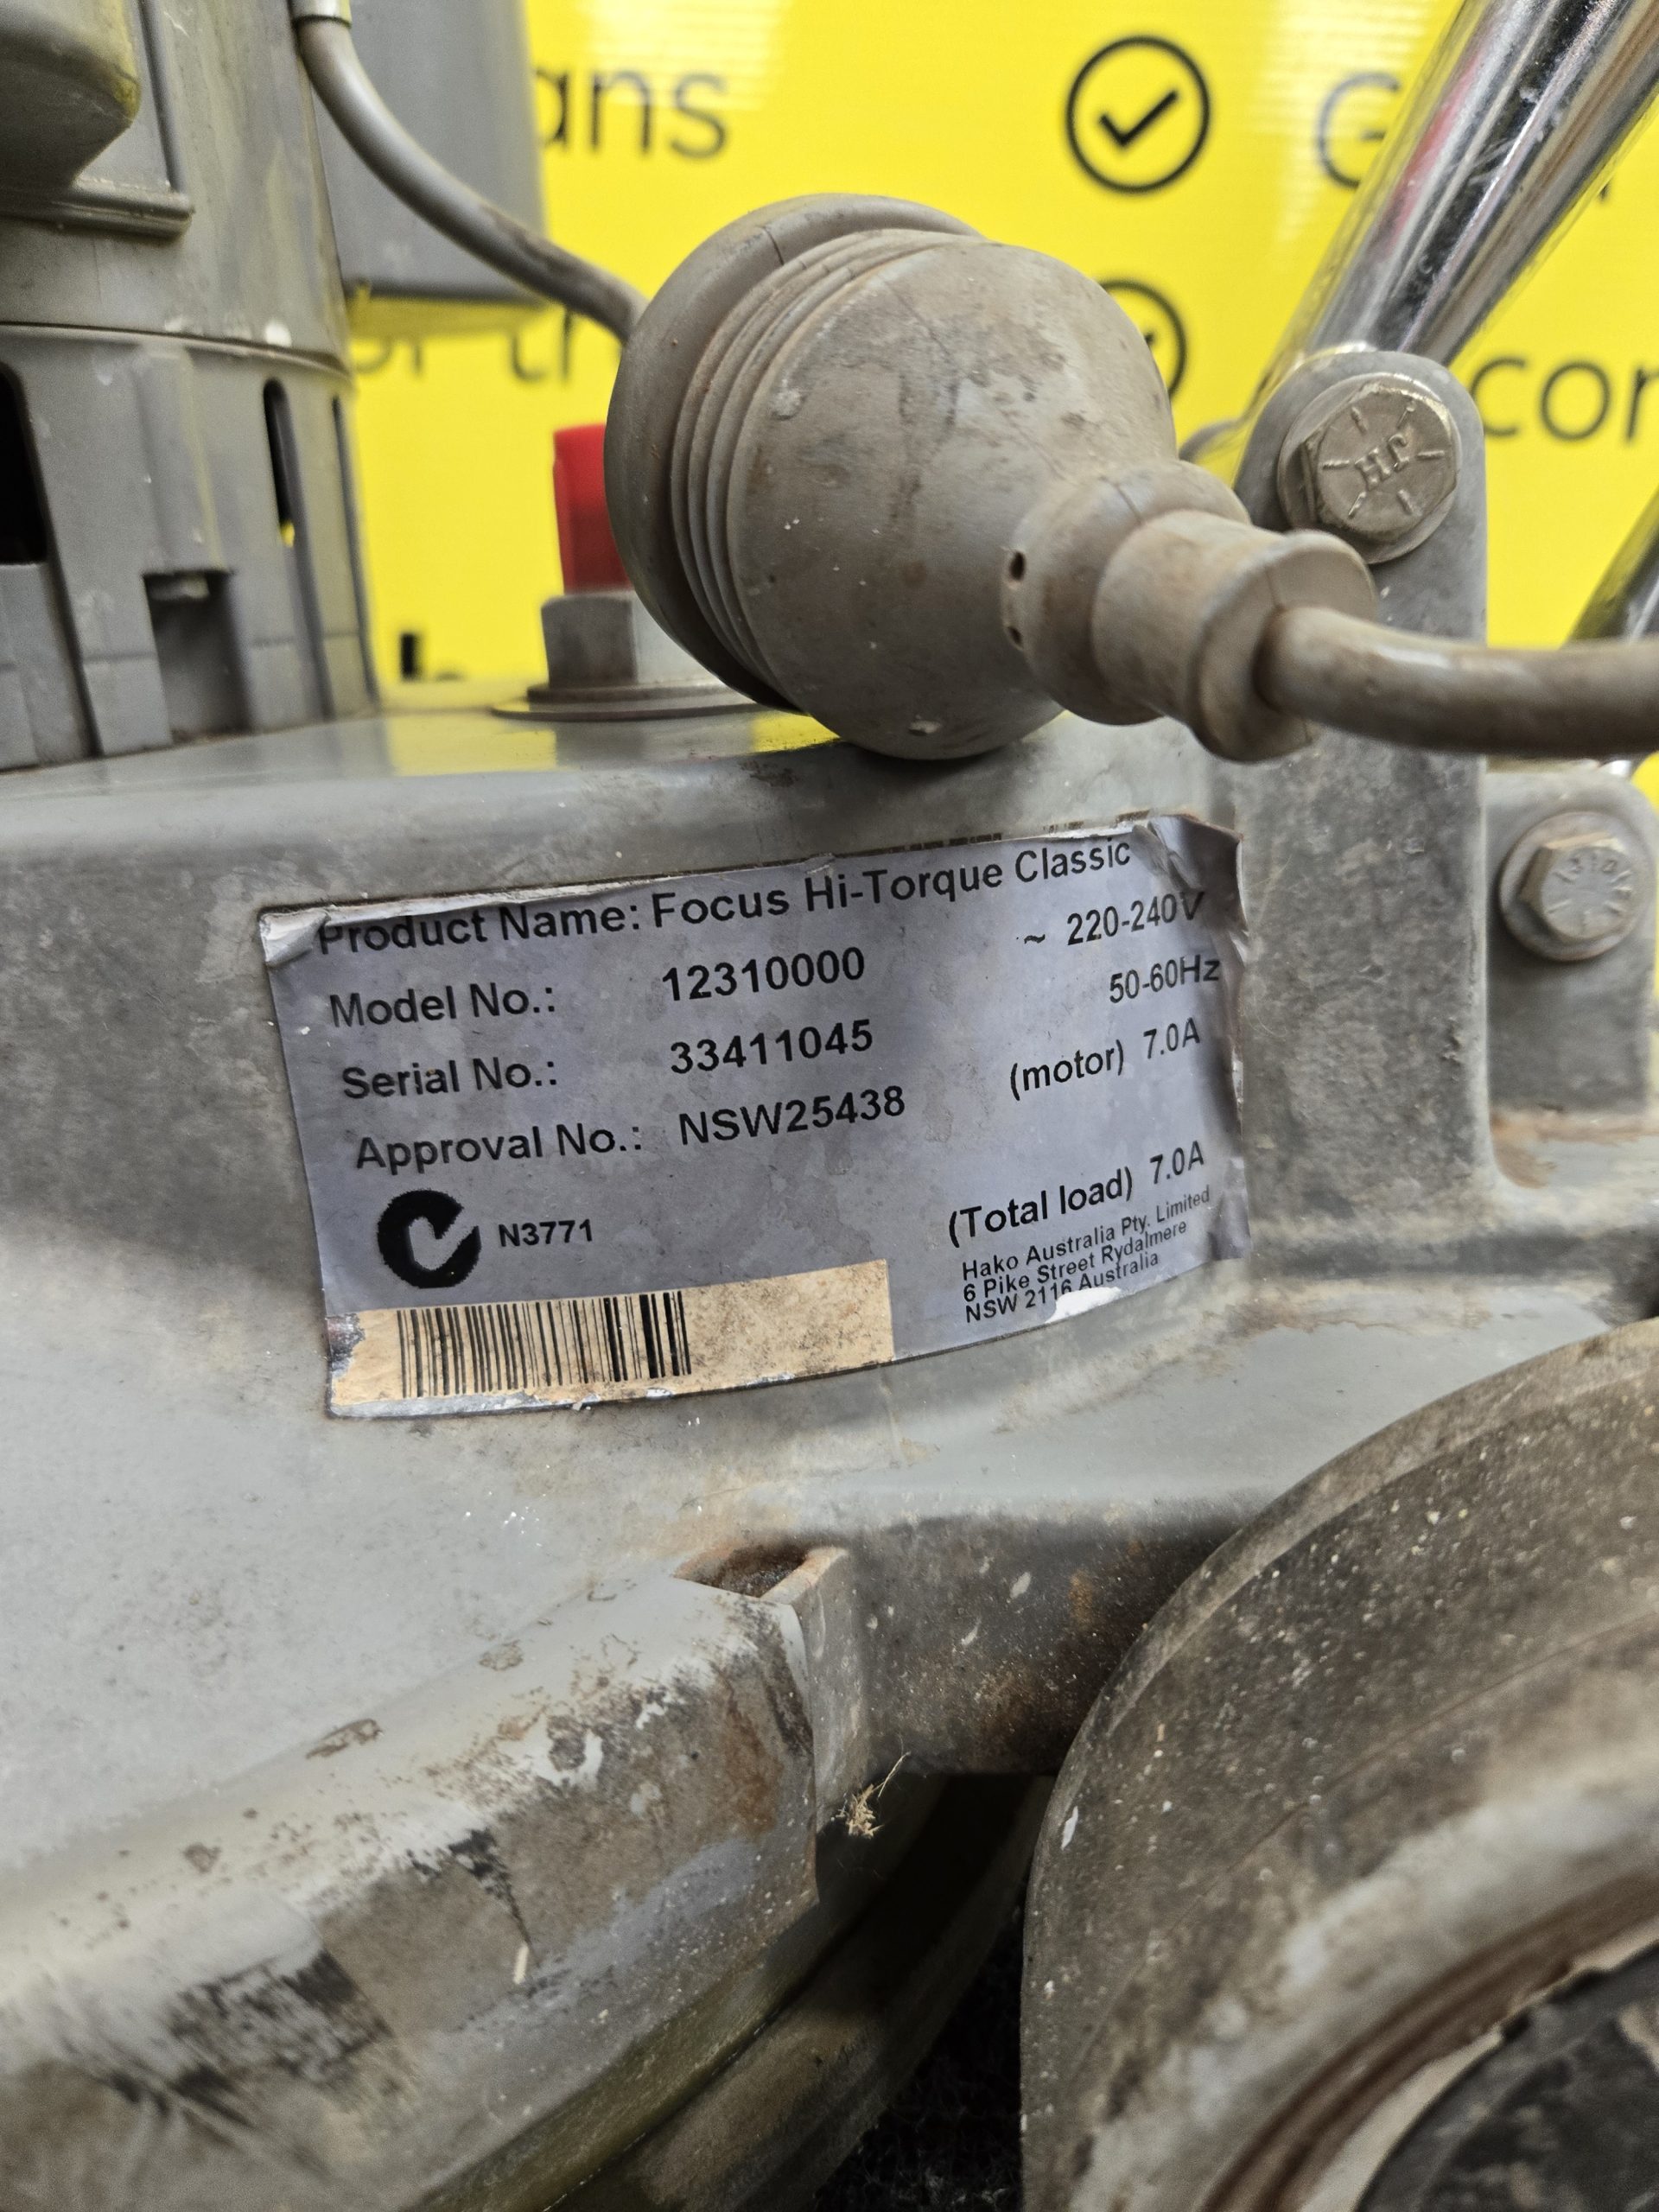 ans
Product Name: Focus Hi-Torque Classic
Model No.: 12310000 ~ 220-240V
50-60Hz
Serial No.: 33411045
(motor) 7.0A
Approval No.: NSW25438
(Total load) 7.0A
N3771
Hako Australia Pty. Limited
6 Pike Street Rydalmere
NSW 2116 Australia
JH